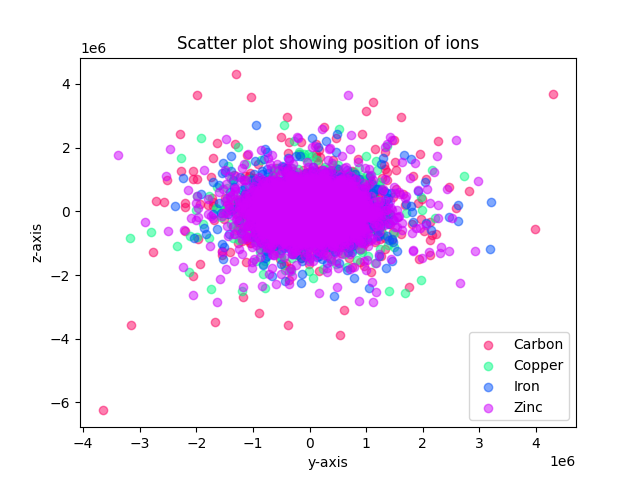 Scatter plot showing position of ions
1e6
4
2
0
−2
−4
−6
z-axis
−4 −3 −2 −1 0 1 2 3 4
y-axis
1e6
Carbon
Copper
Iron
Zinc